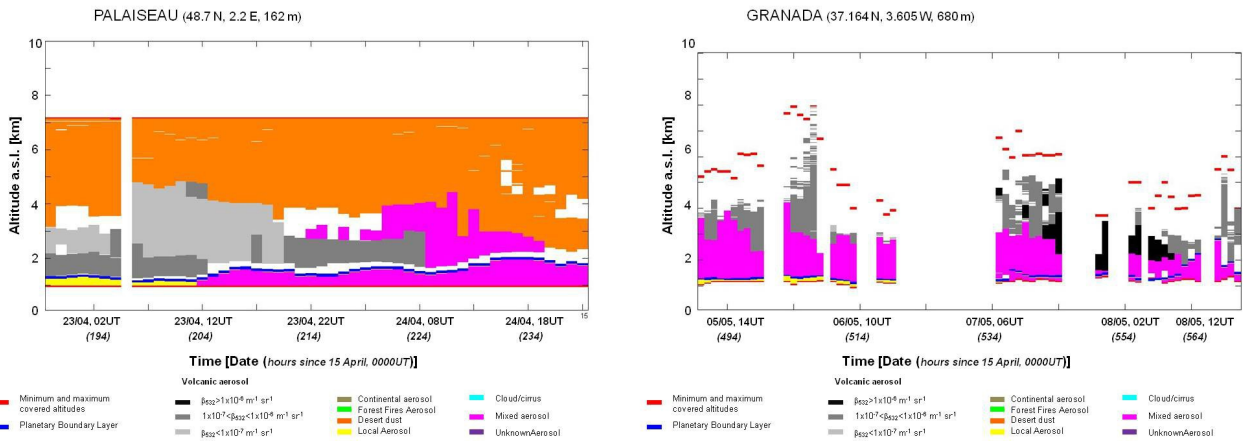 PALAISEAU (48.7 N, 2.2 E, 162 m)
10
8
6
4
2
0
Altitude a.s.l. [km]
23/04, 02UT
(194)
23/04, 12UT
(204)
23/04, 22UT
(214)
24/04, 08UT
(224)
24/04, 18UT
(234)
15
Time [Date (hours since 15 April, 0000UT)]
Volcanic aerosol
Minimum and maximum
covered altitudes
Planetary Boundary Layer
β532>1x10-6 m-1 sr-1
1x10-7<β532<1x10-6 m-1 sr-1
β532<1x10-7 m-1 sr-1
Continental aerosol
Forest Fires Aerosol
Desert dust
Local Aerosol
Cloud/cirrus
Mixed aerosol
UnknownAerosol
GRANADA (37.164 N, 3.605 W, 680 m)
10
8
6
4
2
0
Altitude a.s.l. [km]
05/05, 14UT
(494)
06/05, 10UT
(514)
07/05, 06UT
(534)
08/05, 02UT
(554)
08/05, 12UT
(564)
Time [Date (hours since 15 April, 0000UT)]
Volcanic aerosol
Minimum and maximum
covered altitudes
Planetary Boundary Layer
β532>1x10-6 m-1 sr-1
1x10-7<β532<1x10-6 m-1 sr-1
β532<1x10-7 m-1 sr-1
Continental aerosol
Forest Fires Aerosol
Desert dust
Local Aerosol
Cloud/cirrus
Mixed aerosol
UnknownAerosol